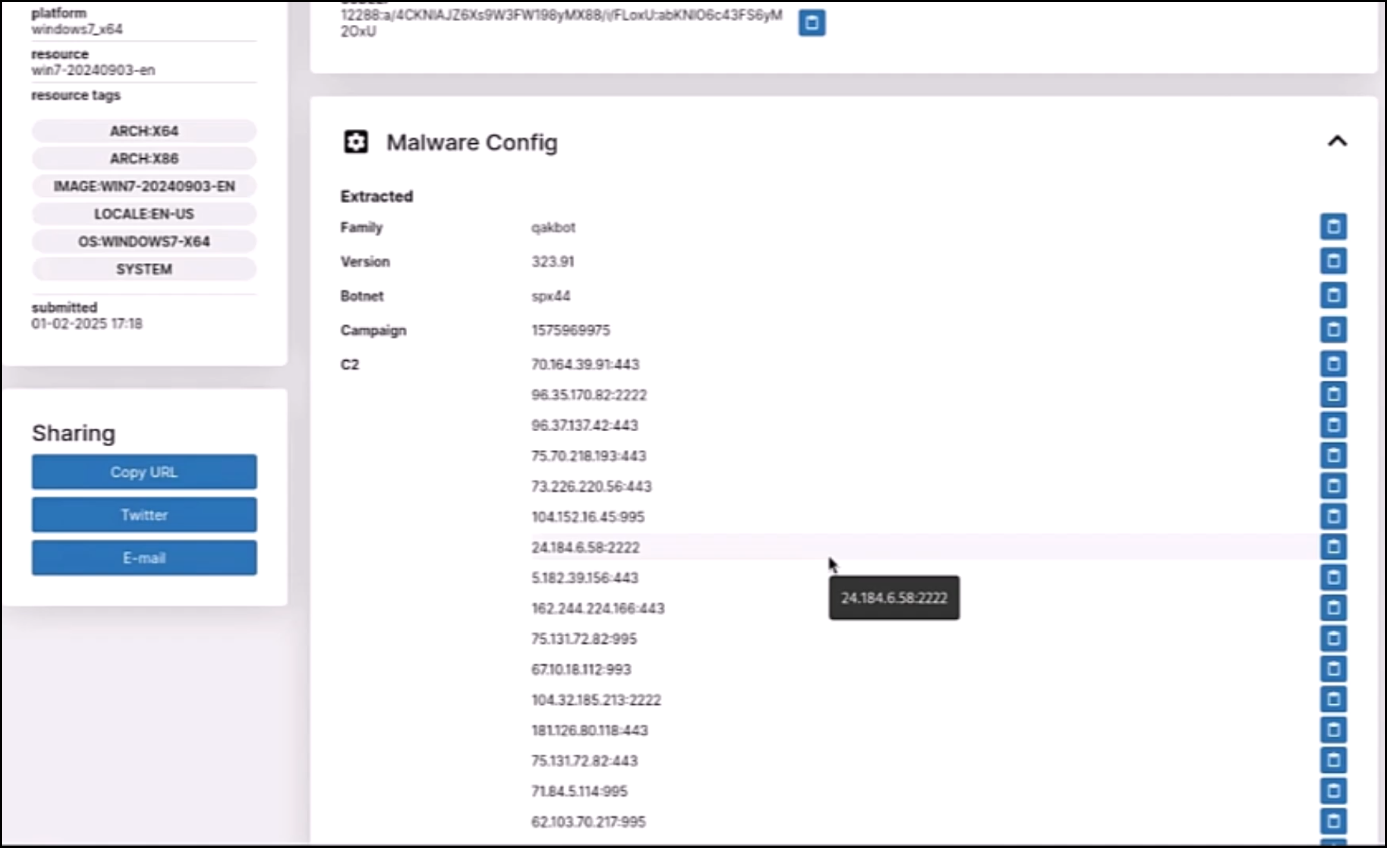 platform
windows7_x64
resource
win7-20240903-en
resource tags
ARCH:X64
ARCH:X86
IMAGE:WIN7-20240903-EN
LOCALE:EN-US
OS:WINDOWS7-X64
SYSTEM
submitted
01-02-2025 17:18
Sharing
Copy URL
Twitter
E-mail
12288:a/4CKNIAJZ6Xs9W3FW198yMX88/i/FLoxU:abKNIO6c43FS6yM
2OxU
Malware Config
Extracted
Family qakbot
Version 323.91
Botnet spx44
Campaign 1575969975
C2 70.164.39.91:443
96.35.170.82:2222
96.37.137.42:443
75.70.218.193:443
73.226.220.56:443
104.152.16.45:995
24.184.6.58:2222
5.182.39.156:443
24.184.6.58:2222
162.244.224.166:443
75.131.72.82:995
67.10.18.112:993
104.32.185.213:2222
181.126.80.118:443
75.131.72.82:443
71.84.5.114:995
62.103.70.217:995